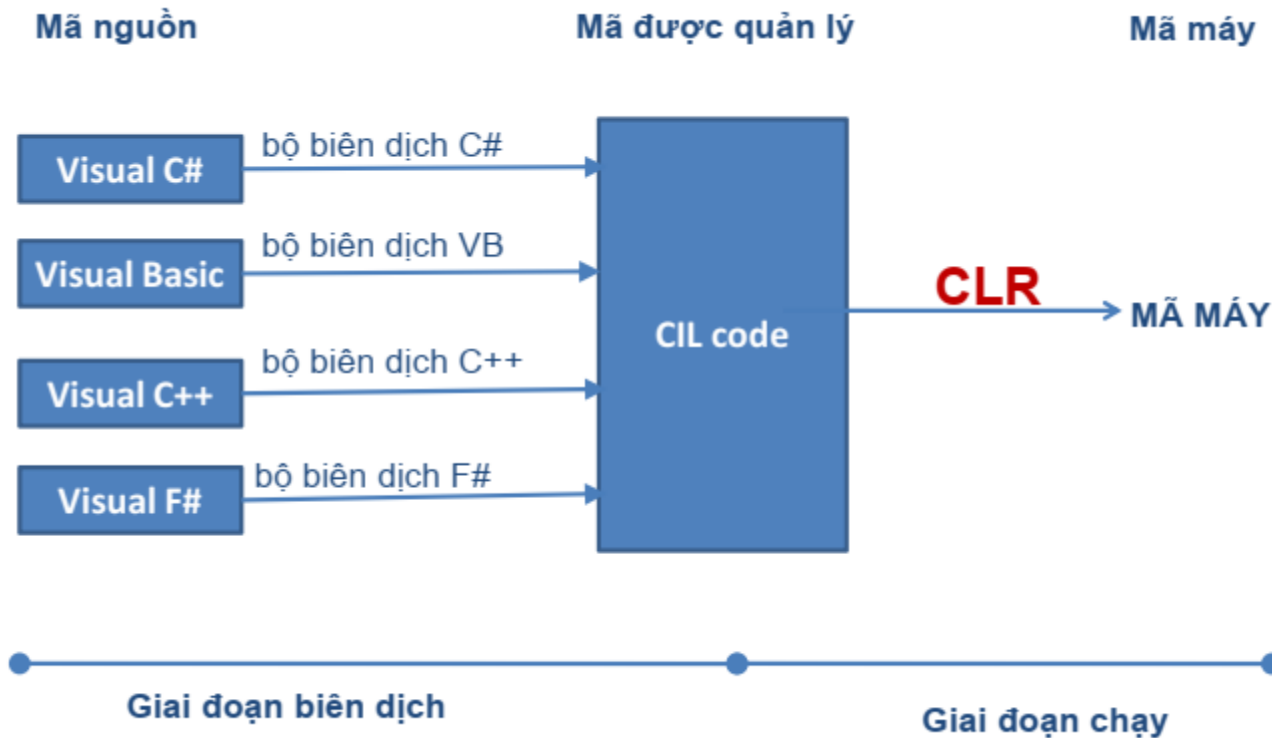 Mã nguồn
Mã được quản lý
Mã máy
Visual C#
bộ biên dịch C#
Visual Basic
bộ biên dịch VB
Visual C++
bộ biên dịch C++
Visual F#
bộ biên dịch F#
CIL code
CLR
MÃ MÁY
Giai đoạn biên dịch
Giai đoạn chạy